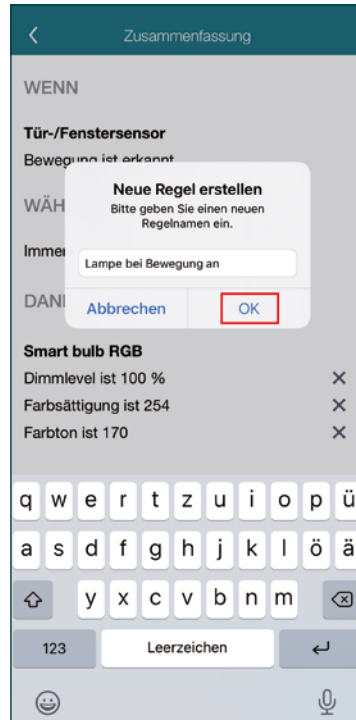 Zusammenfassung
WENN
Tür-/Fenstersensor
Bewegung ist erkannt
Neue Regel erstellen
Bitte geben Sie einen neuen
Regelnamen ein.
WÄH
Immer
Lampe bei Bewegung an
DANN
Abbrechen OK
Smart bulb RGB
Dimmlevel ist 100 %
Farbsättigung ist 254
Farbton ist 170
q w e r t z u i o p ü
a s d f g h j k l ö ä
y x c v b n m
123 Leerzeichen